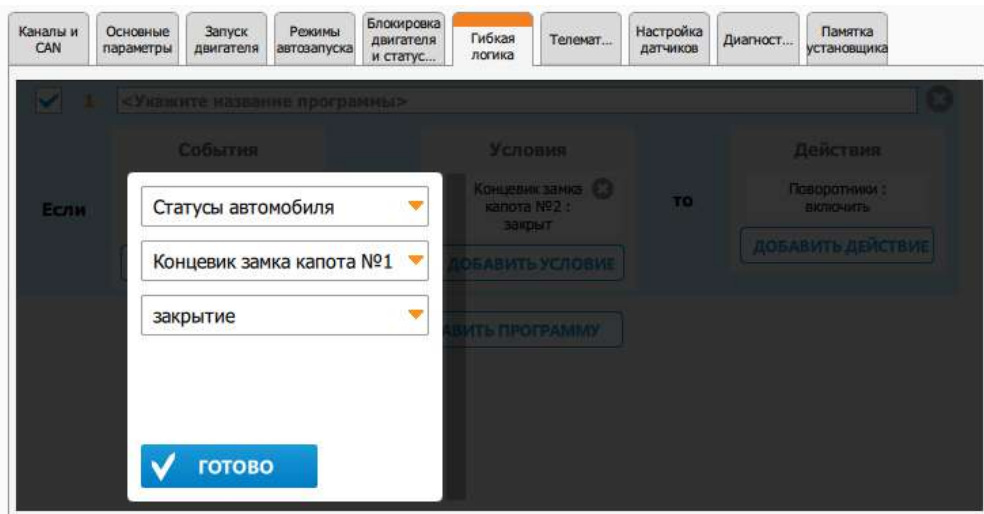 Каналы и
CAN
Основные
параметры
Запуск
двигателя
Режимы
автозапуска
Блокировка
двигателя
и статус...
Гибкая
логика
Телемат...
Настройка
датчиков
Диагност...
Памятка
установщика
1 <Укажите название программы>
События
Условия
Действия
Если
Концевик замка
капота №2 :
закрыт
то
Поворотники :
включить
ДОБАВИТЬ УСЛОВИЕ
ДОБАВИТЬ ДЕЙСТВИЕ
ВИТЬ ПРОГРАММУ
Статусы автомобиля
Концевик замка капота №1
закрытие
ГОТОВО